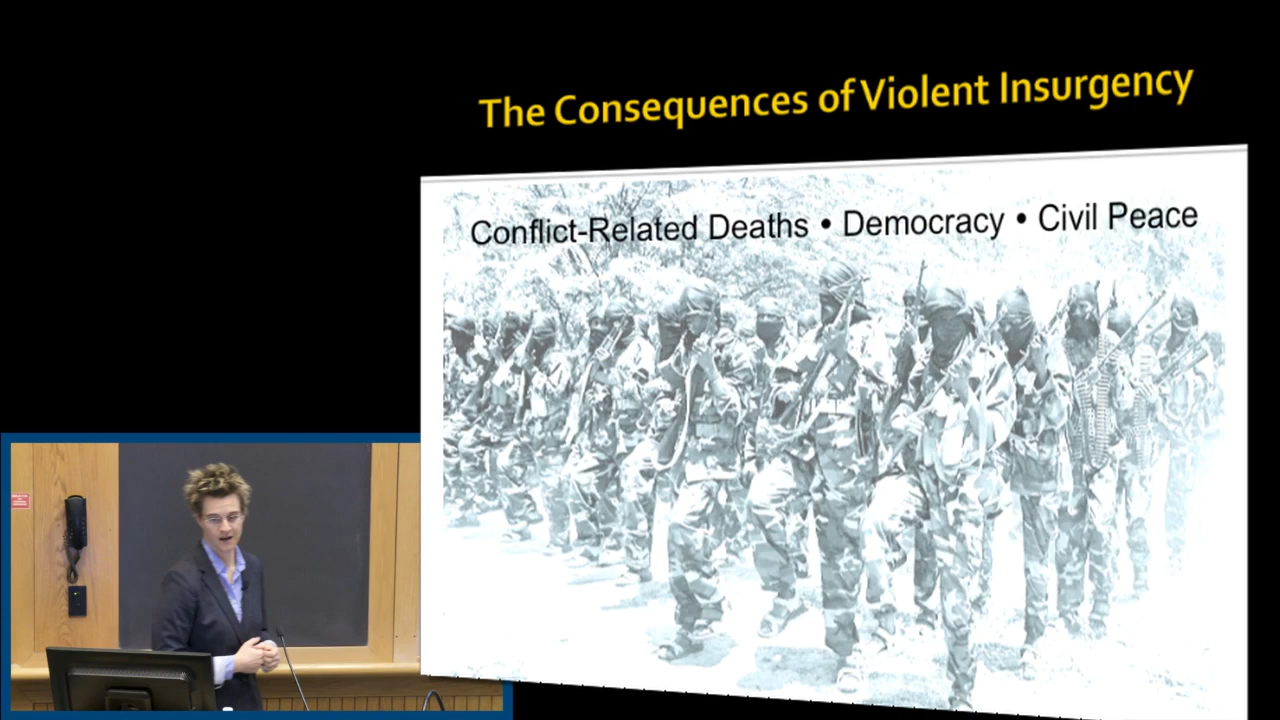 The Consequences of Violent Insurgency
Conflict-Related Deaths • Democracy • Civil Peace